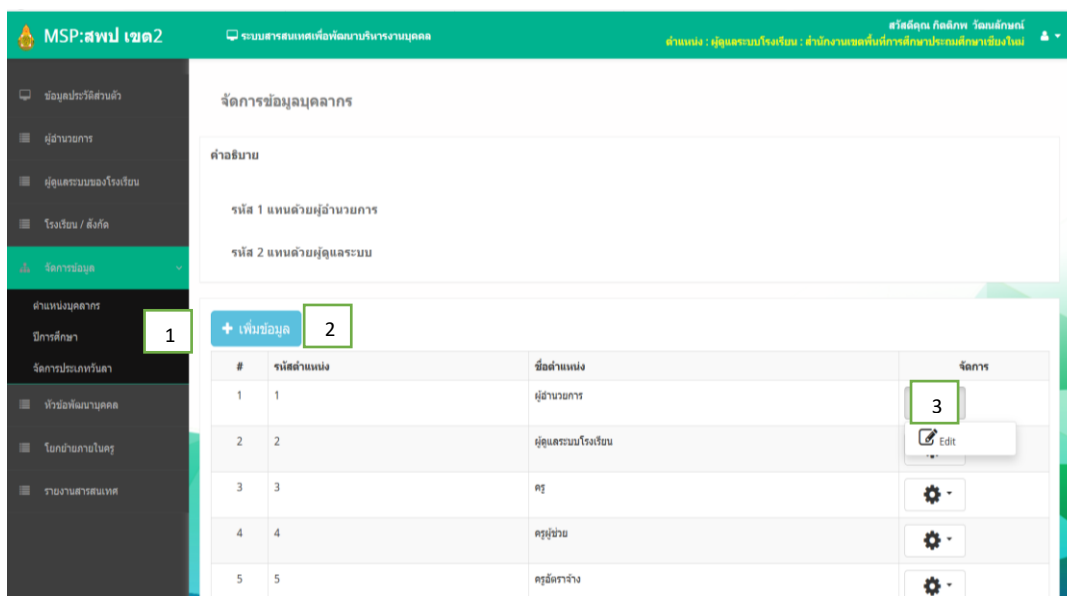 MSP:สพป เขต2
ระบบสารสนเทศเพื่อพัฒนาบริหารงานบุคคล
สวัสดีคุณ กิตติภพ วัฒนลักษณ์
ตำแหน่ง : ผู้ดูแลระบบโรงเรียน : สำนักงานเขตพื้นที่การศึกษาประถมศึกษาเชียงใหม่
ข้อมูลประวัติส่วนตัว
ผู้อำนวยการ
ผู้ดูแลระบบของโรงเรียน
โรงเรียน / สังกัด
จัดการข้อมูล
ตำแหน่งบุคลากร
ปีการศึกษา
จัดการประเภทวันลา
หัวข้อพัฒนาบุคคล
โยกย้ายภายในครู
รายงานสารสนเทศ
1
จัดการข้อมูลบุคลากร
คำอธิบาย
รหัส 1 แทนด้วยผู้อำนวยการ
รหัส 2 แทนด้วยผู้ดูแลระบบ
+ เพิ่มข้อมูล 2
# รหัสตำแหน่ง ชื่อตำแหน่ง จัดการ
1 1 ผู้อำนวยการ 3
Edit
2 2 ผู้ดูแลระบบโรงเรียน
3 3 ครู
4 4 ครูผู้ช่วย
5 5 ครูอัตราจ้าง